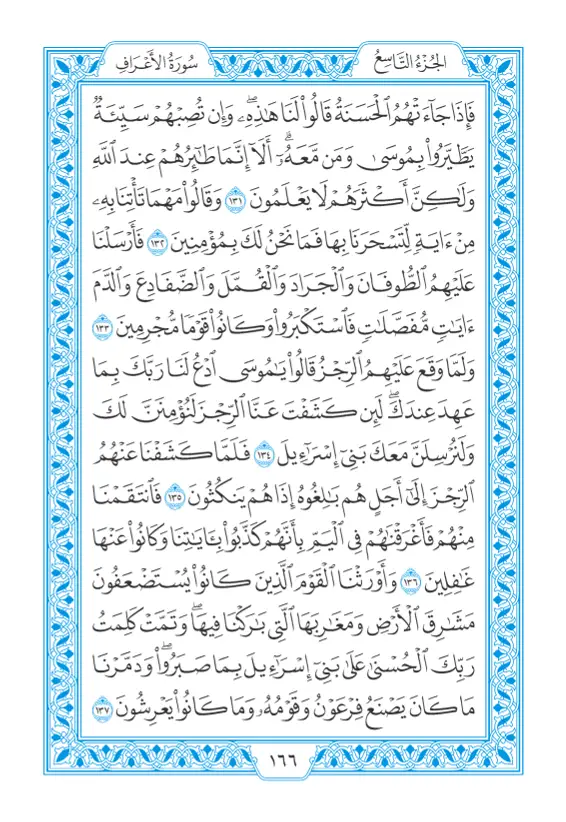 الجُزْءُ التَّاسِعُ
سُورَةُ الأَعْرَافِ
فَإِذَا جَآءَتْهُمُ ٱلْحَسَنَةُ قَالُوا۟ لَنَا هَـٰذِهِۦۖ وَإِن تُصِبْهُمْ سَيِّئَةٌۭ
يَطَّيَّرُوا۟ بِمُوسَىٰ وَمَن مَّعَهُۥٓۗ أَلَآ إِنَّمَا طَـٰٓئِرُهُمْ عِندَ ٱللَّهِ
وَلَـٰكِنَّ أَكْثَرَهُمْ لَا يَعْلَمُونَ ١٣١ وَقَالُوا۟ مَهْمَا تَأْتِنَا بِهِۦ
مِنْ ءَايَةٍۢ لِّتَسْحَرَنَا بِهَا فَمَا نَحْنُ لَكَ بِمُؤْمِنِينَ ١٣٢ فَأَرْسَلْنَا
عَلَيْهِمُ ٱلطُّوفَانَ وَٱلْجَرَادَ وَٱلْقُمَّلَ وَٱلضَّفَادِعَ وَٱلدَّمَ
ءَايَـٰتٍۢ مُّفَصَّلَـٰتٍۢ فَٱسْتَكْبَرُوا۟ وَكَانُوا۟ قَوْمًۭا مُّجْرِمِينَ ١٣٣
وَلَمَّا وَقَعَ عَلَيْهِمُ ٱلرِّجْزُ قَالُوا۟ يَـٰمُوسَى ٱدْعُ لَنَا رَبَّكَ بِمَا
عَهِدَ عِندَكَۖ لَئِن كَشَفْتَ عَنَّا ٱلرِّجْزَ لَنُؤْمِنَنَّ لَكَ
وَلَنُرْسِلَنَّ مَعَكَ بَنِىٓ إِسْرَٰٓءِيلَ ١٣٤ فَلَمَّا كَشَفْنَا عَنْهُمُ
ٱلرِّجْزَ إِلَىٰٓ أَجَلٍ هُم بَـٰلِغُوهُ إِذَا هُمْ يَنكُثُونَ ١٣٥ فَٱنتَقَمْنَا
مِنْهُمْ فَأَغْرَقْنَـٰهُمْ فِى ٱلْيَمِّ بِأَنَّهُمْ كَذَّبُوا۟ بِـَٔايَـٰتِنَا وَكَانُوا۟ عَنْهَا
غَـٰفِلِينَ ١٣٦ وَأَوْرَثْنَا ٱلْقَوْمَ ٱلَّذِينَ كَانُوا۟ يُسْتَضْعَفُونَ
مَشَـٰرِقَ ٱلْأَرْضِ وَمَغَـٰرِبَهَا ٱلَّتِى بَـٰرَكْنَا فِيهَاۖ وَتَمَّتْ كَلِمَتُ
رَبِّكَ ٱلْحُسْنَىٰ عَلَىٰ بَنِىٓ إِسْرَٰٓءِيلَ بِمَا صَبَرُوا۟ۖ وَدَمَّرْنَا
مَا كَانَ يَصْنَعُ فِرْعَوْنُ وَقَوْمُهُۥ وَمَا كَانُوا۟ يَعْرِشُونَ ١٣٧
١٦٦